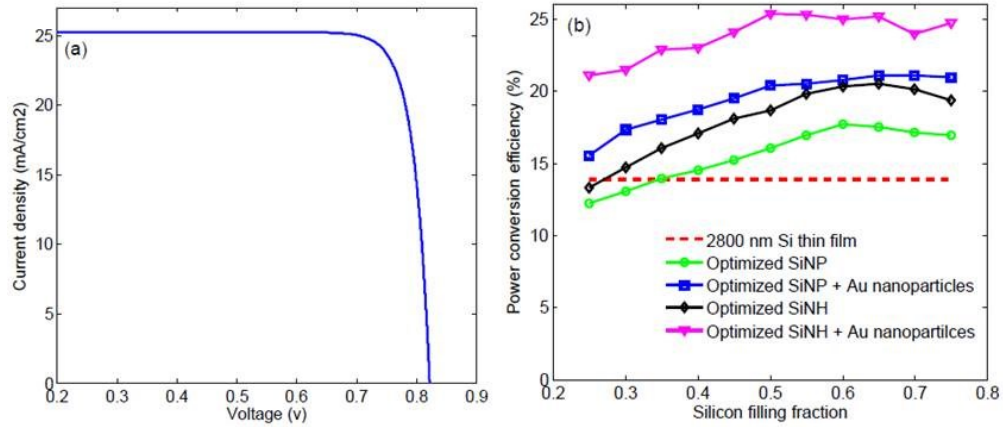 (a)
Current density (mA/cm2)
25
20
15
10
5
0
0.2 0.3 0.4 0.5 0.6 0.7 0.8 0.9
Voltage (v)
(b)
Power conversion efficiency (%)
25
20
15
10
5
0
2800 nm Si thin film
Optimized SiNP
Optimized SiNP + Au nanoparticles
Optimized SiNH
Optimized SiNH + Au nanopartilces
0.2 0.3 0.4 0.5 0.6 0.7 0.8
Silicon filling fraction